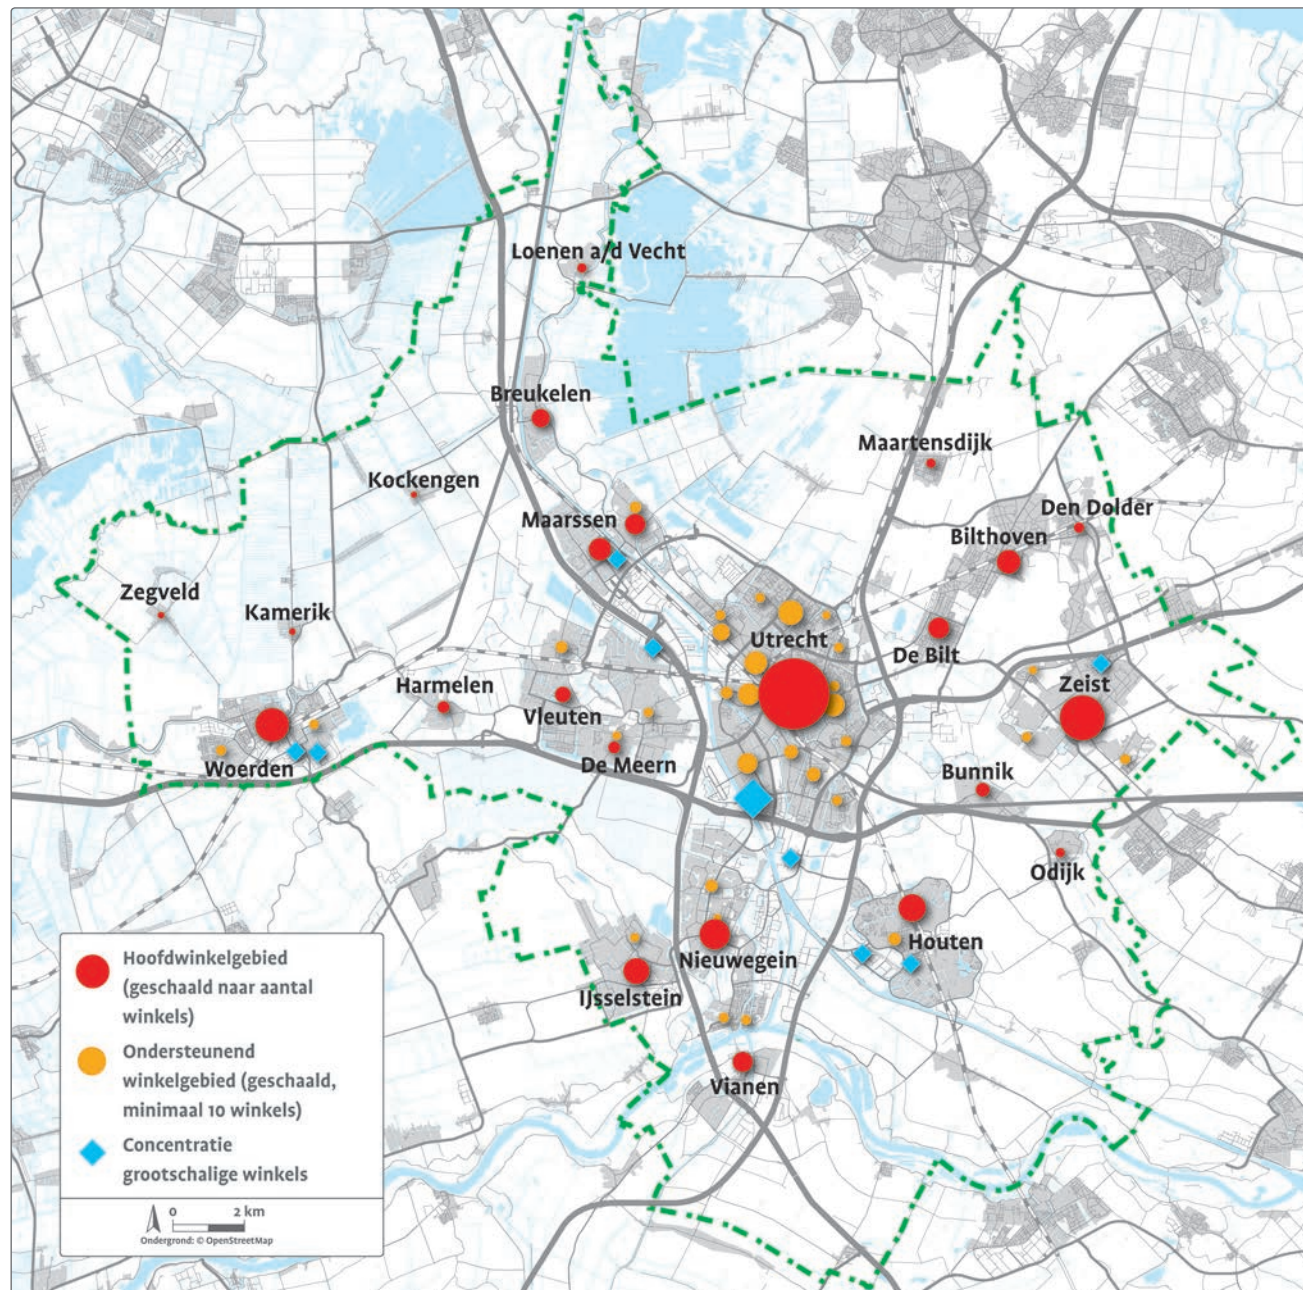 Loenen a/d Vecht
Breukelen
Maartensdijk
Kockengen
Den Dolder
Maarssen
Bilthoven
Zegveld
Kamerik
Utrecht
De Bilt
Harmelen
Zeist
Vleuten
Woerden
De Meern
Bunnik
Odijk
Houten
Nieuwegein
IJsselstein
Vianen
Hoofdwinkelgebied
(geschaald naar aantal
winkels)
Ondersteunend
winkelgebied (geschaald,
minimaal 10 winkels)
Concentratie
grootschalige winkels
0 2 km
Ondergrond: © OpenStreetMap